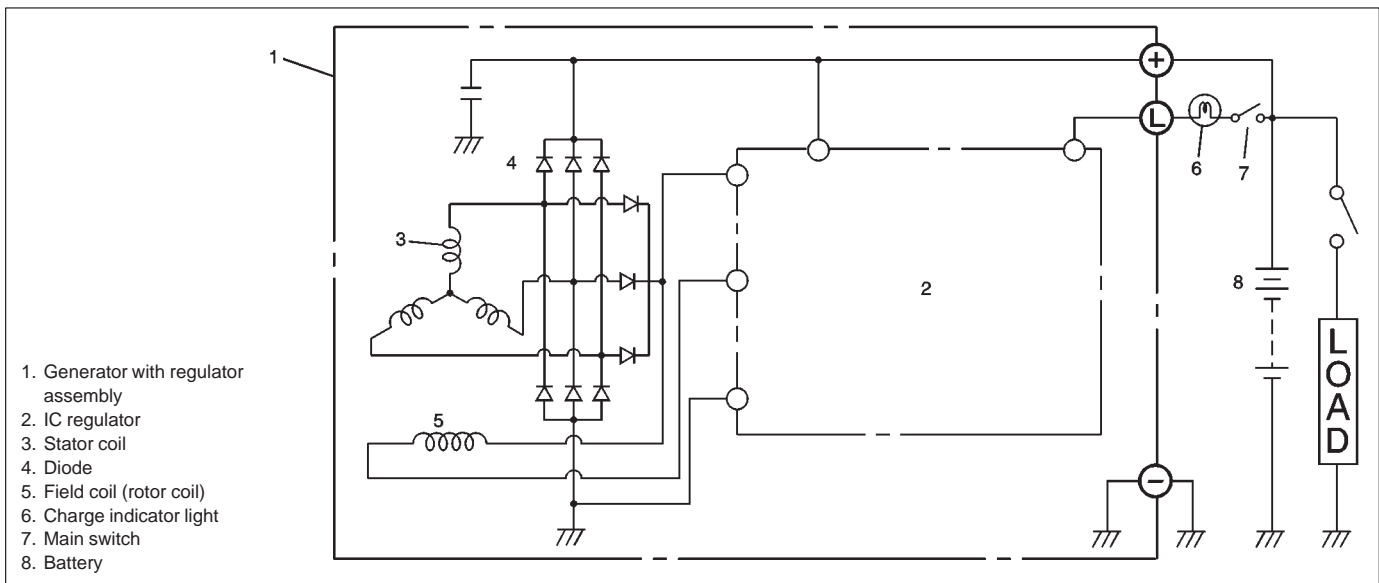 1
+
L
4
6
7
3
2
8
5
LOAD
−
1. Generator with regulator
assembly
2. IC regulator
3. Stator coil
4. Diode
5. Field coil (rotor coil)
6. Charge indicator light
7. Main switch
8. Battery